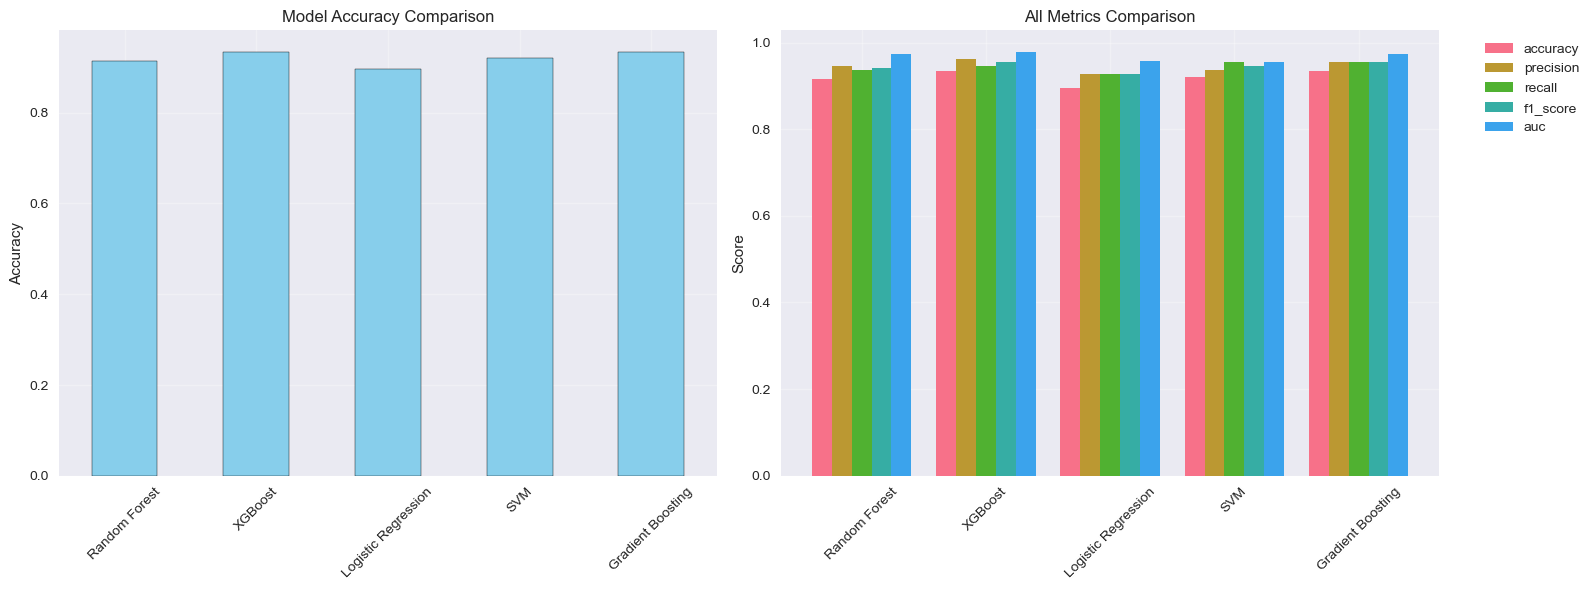 Model Accuracy Comparison
Accuracy
0.8
0.6
0.4
0.2
0.0
Random Forest
XGBoost
Logistic Regression
SVM
Gradient Boosting
All Metrics Comparison
Score
1.0
0.8
0.6
0.4
0.2
0.0
Random Forest
XGBoost
Logistic Regression
SVM
Gradient Boosting
accuracy
precision
recall
f1_score
auc